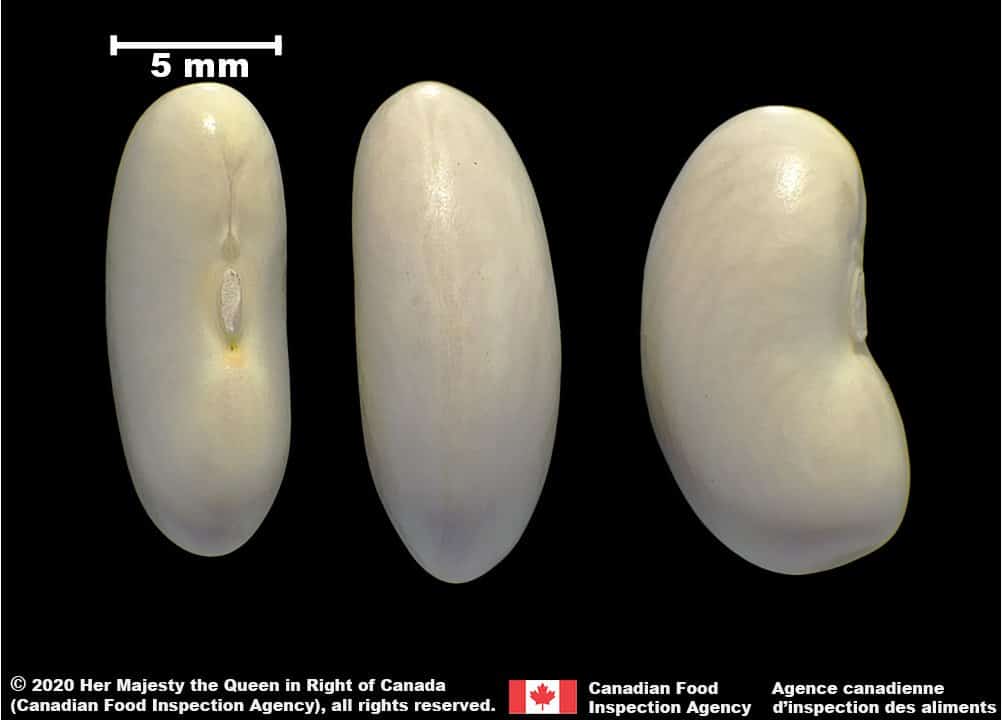 5 mm
© 2020 Her Majesty the Queen in Right of Canada
(Canadian Food Inspection Agency), all rights reserved.
Canadian Food
Inspection Agency
Agence canadienne
d'inspection des aliments